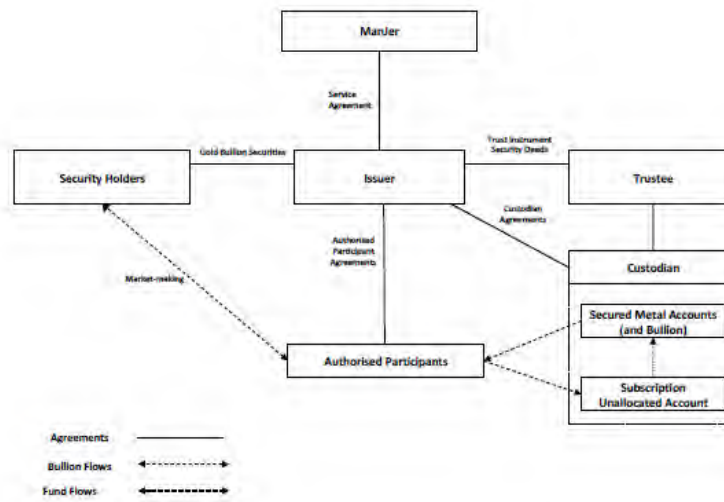 ManJer
Service
Agreement
Gold Bullion Securities
Trust Instrument
Security Deeds
Security Holders
Issuer
Trustee
Custodian
Agreements
Authorised
Participant
Agreements
Market-making
Custodian
Secured Metal Accounts
(and Bullion)
Authorised Participants
Subscription
Unallocated Account
Agreements
Bullion Flows
Fund Flows